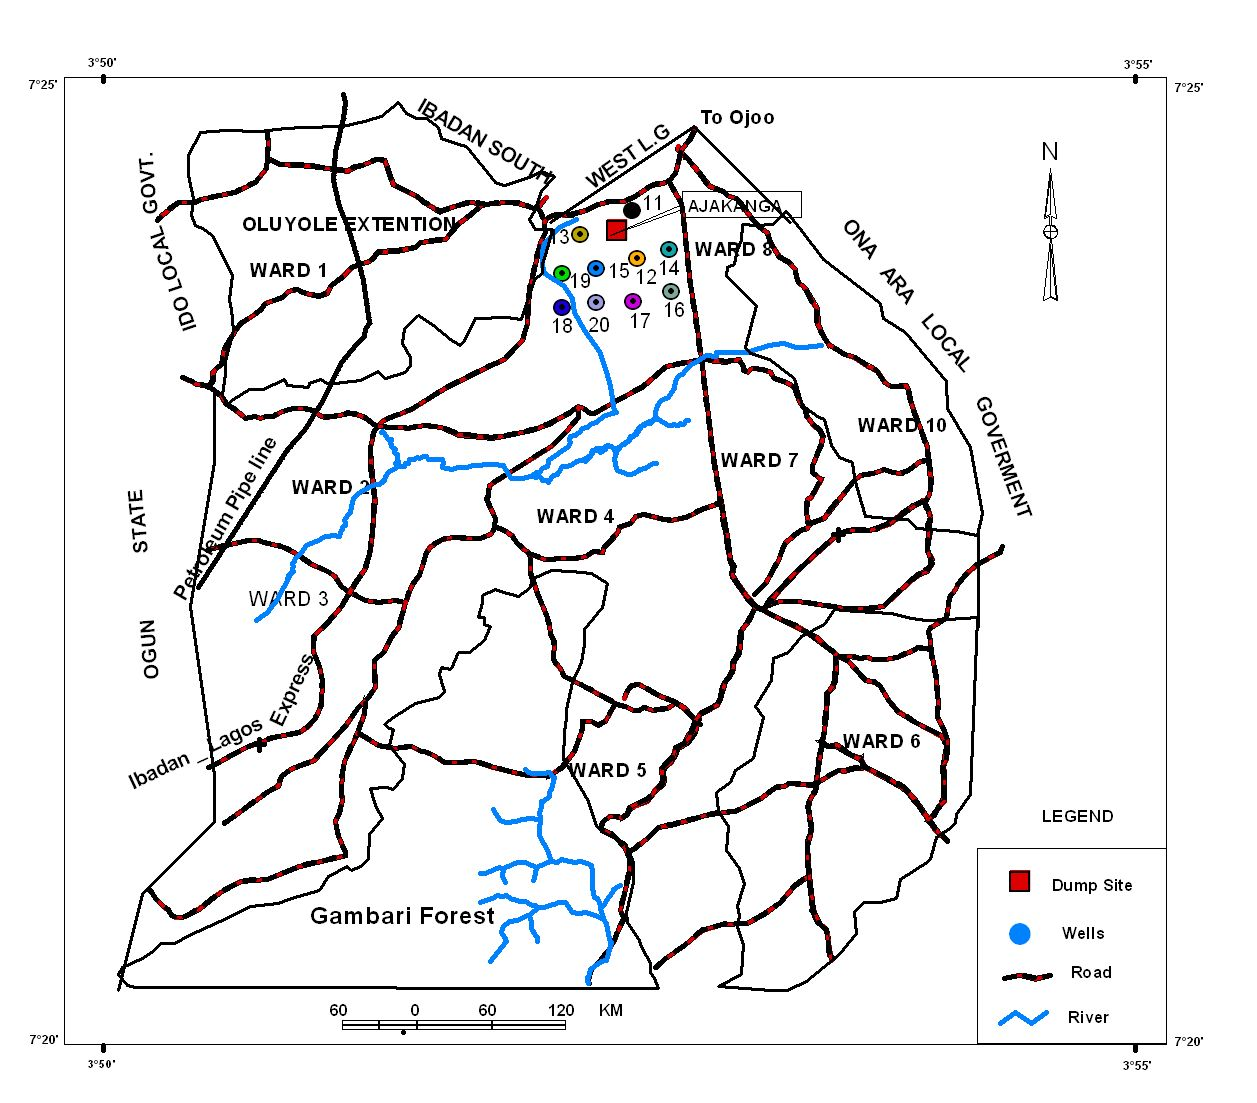 3°50'
3°55'
7°25'
7°25'
To Ojoo
IBADAN SOUTH
WEST L.G
N
IDO LOCAL GOVT.
11
AJAKANGA
OLUYOLE EXTENTION
13
WARD 8
ONA ARA LOCAL GOVERMENT
WARD 1
15
12
14
19
18
20
17
16
WARD 10
Petroleum Pipe line
WARD 2
WARD 7
OGUN STATE
WARD 4
WARD 3
Ibadan _ Lagos Express
WARD 6
WARD 5
LEGEND
Dump Site
Wells
Road
River
Gambari Forest
60 0 60 120 KM
7°20'
7°20'
3°50'
3°55'